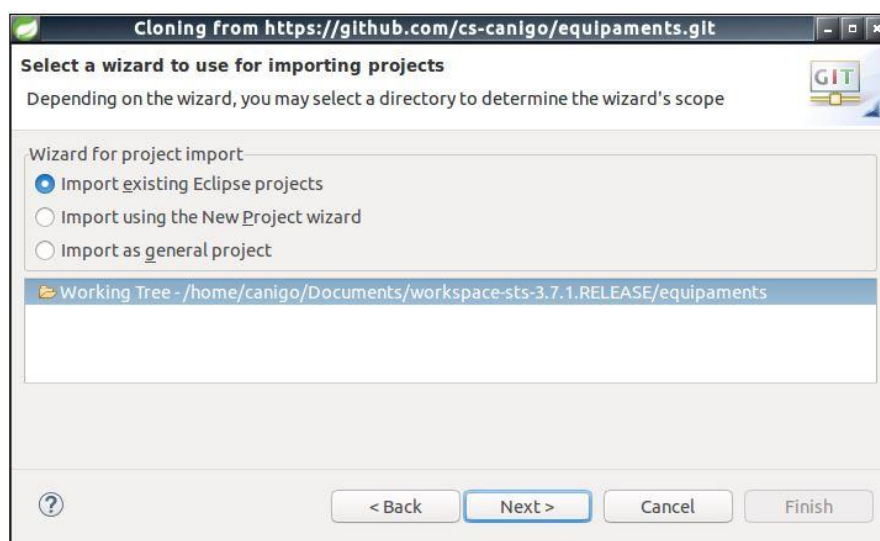 Cloning from https://github.com/cs-canigo/equipaments.git
Select a wizard to use for importing projects
GIT
Depending on the wizard, you may select a directory to determine the wizard's scope
Wizard for project import
Import existing Eclipse projects
Import using the New Project wizard
Import as general project
Working Tree - /home/canigo/Documents/workspace-sts-3.7.1.RELEASE/equipaments
?
< Back
Next >
Cancel
Finish